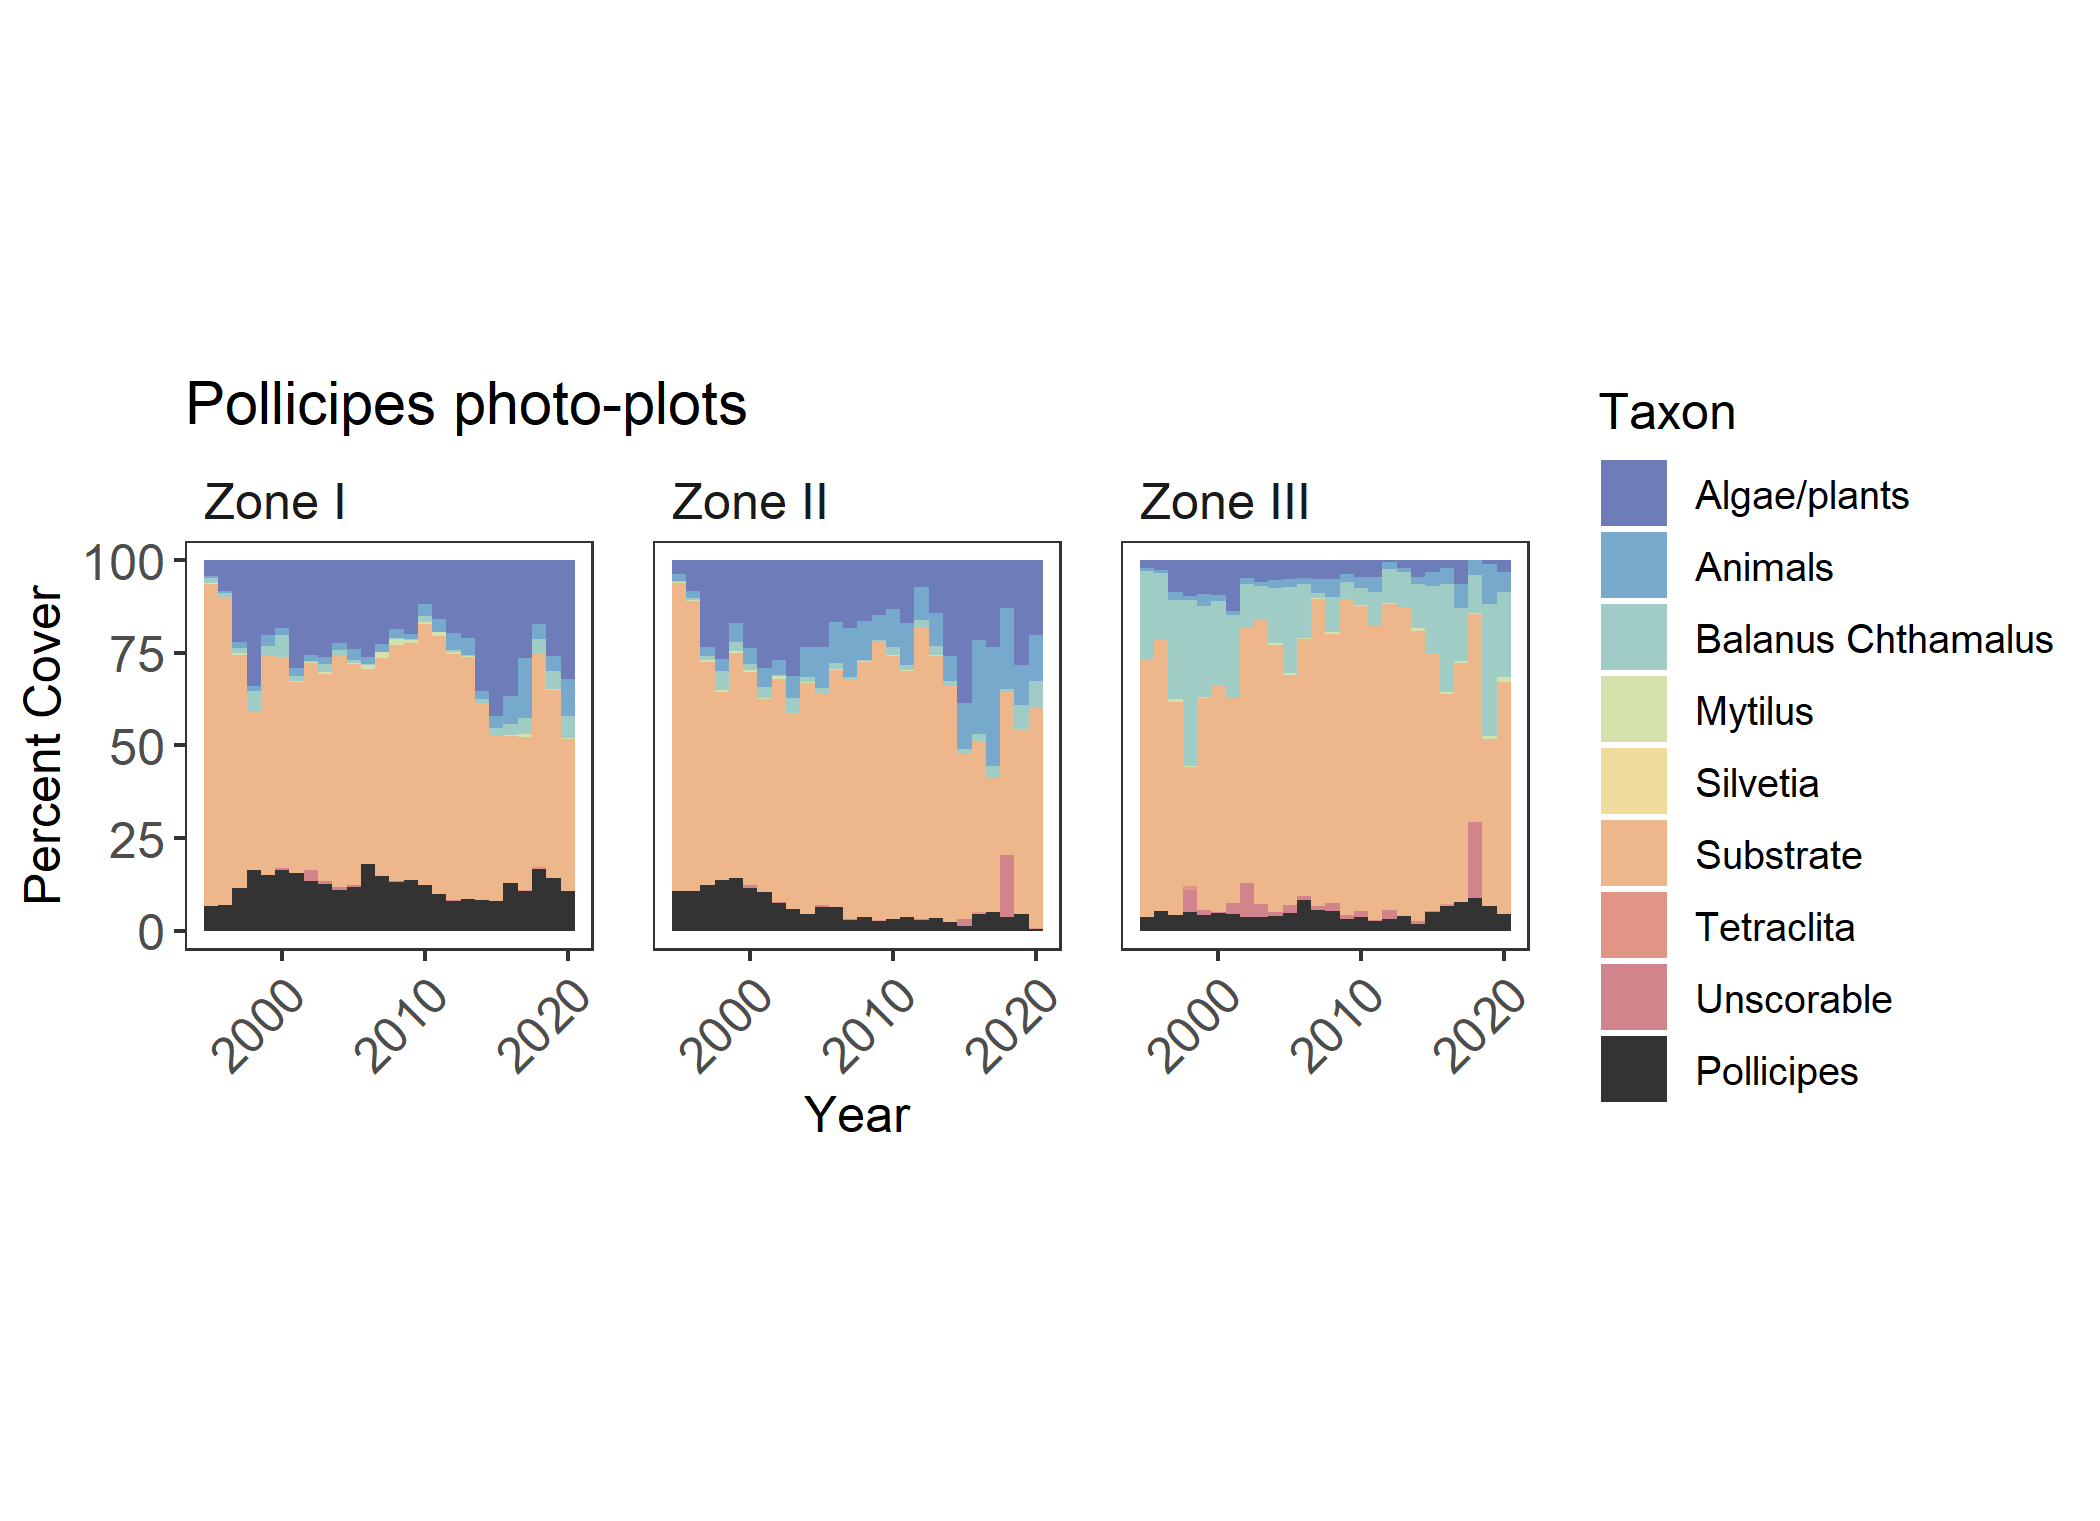 Pollicipes photo-plots
Zone I
Zone II
Zone III
100
75
50
25
0
Percent Cover
2000
2010
2020
2000
2010
2020
2000
2010
2020
Year
Taxon
Algae/plants
Animals
Balanus Chthamalus
Mytilus
Silvetia
Substrate
Tetraclita
Unscorable
Pollicipes